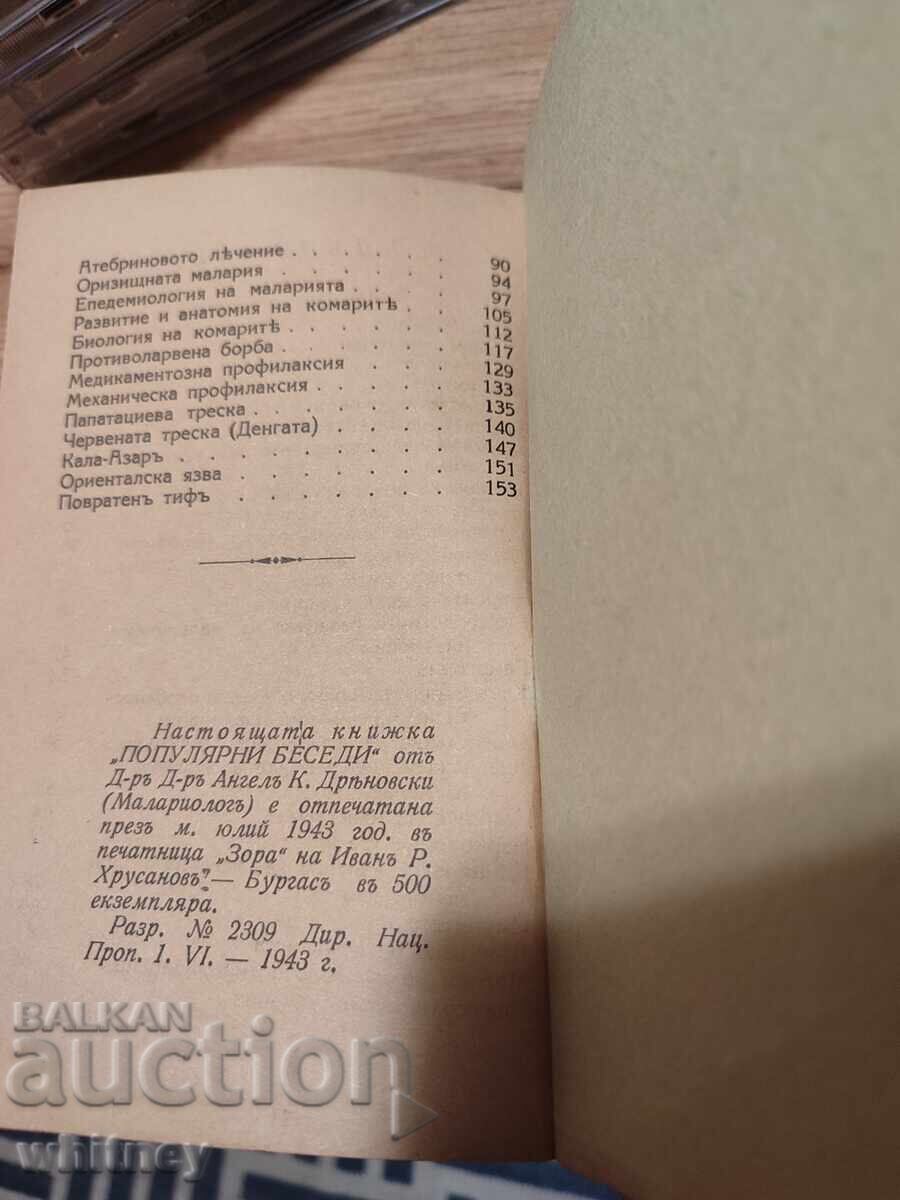 Атебриновото лѣчение . . . . . . 90
Оризищната малария . . . . . . 94
Епедемиология на маларията . . . . 97
Развитие и анатомия на комаритѣ . . . 105
Биология на комаритѣ . . . . . . 112
Противоларвена борба . . . . . . 117
Медикаментозна профилаксия . . . . 129
Механическа профилаксия . . . . . 133
Папатациева треска . . . . . . . 135
Червената треска (Денгата) . . . . . 140
Кала-Азаръ . . . . . . . . 147
Ориенталска язва . . . . . . . 151
Повратенъ тифъ . . . . . . . 153
Настоящата книжка
„ПОПУЛЯРНИ БЕСЕДИ“ отъ
Д-ръ Д-ръ Ангелъ К. Дрѣновски
(Малариологъ) е отпечатана
презъ м. юлий 1943 год. въ
печатница „Зора“ на Иванъ Р.
Хрусановъ — Бургасъ въ 500
екземпляра.
Разр. № 2309 Дир. Нац.
Проп. 1. VI. — 1943 г.
BALKAN
auction
whitney